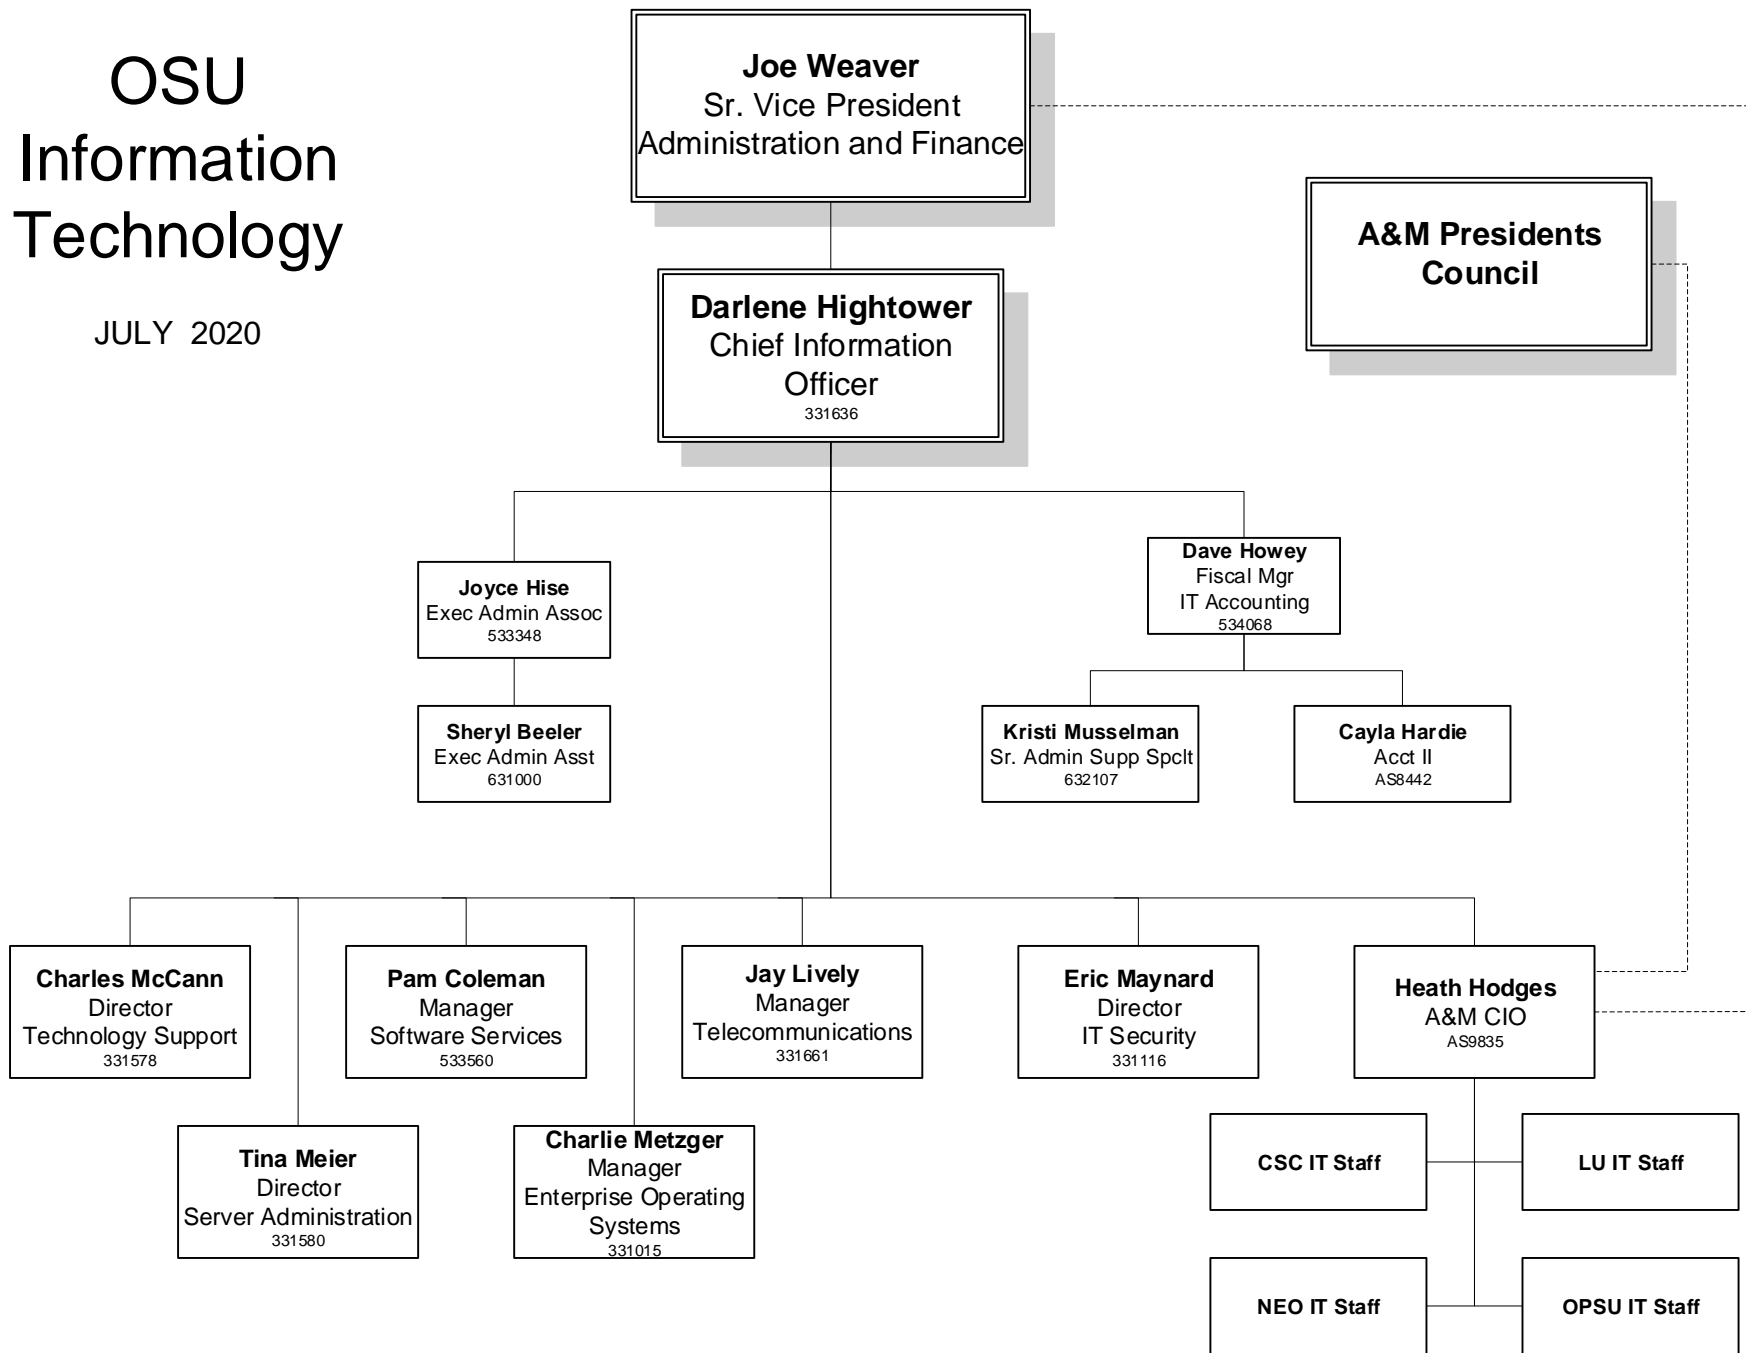 OSU
Information
Technology
JULY 2020
Joe Weaver
Sr. Vice President
Administration and Finance
A&M Presidents
Council
Darlene Hightower
Chief Information
Officer
331636
Joyce Hise
Exec Admin Assoc
533348
Dave Howey
Fiscal Mgr
IT Accounting
534068
Sheryl Beeler
Exec Admin Asst
631000
Kristi Musselman
Sr. Admin Supp Spclt
632107
Cayla Hardie
Acct II
AS8442
Charles McCann
Director
Technology Support
331578
Pam Coleman
Manager
Software Services
533560
Jay Lively
Manager
Telecommunications
331661
Eric Maynard
Director
IT Security
331116
Heath Hodges
A&M CIO
AS9835
Tina Meier
Director
Server Administration
331580
Charlie Metzger
Manager
Enterprise Operating
Systems
331015
CSC IT Staff
LU IT Staff
NEO IT Staff
OPSU IT Staff